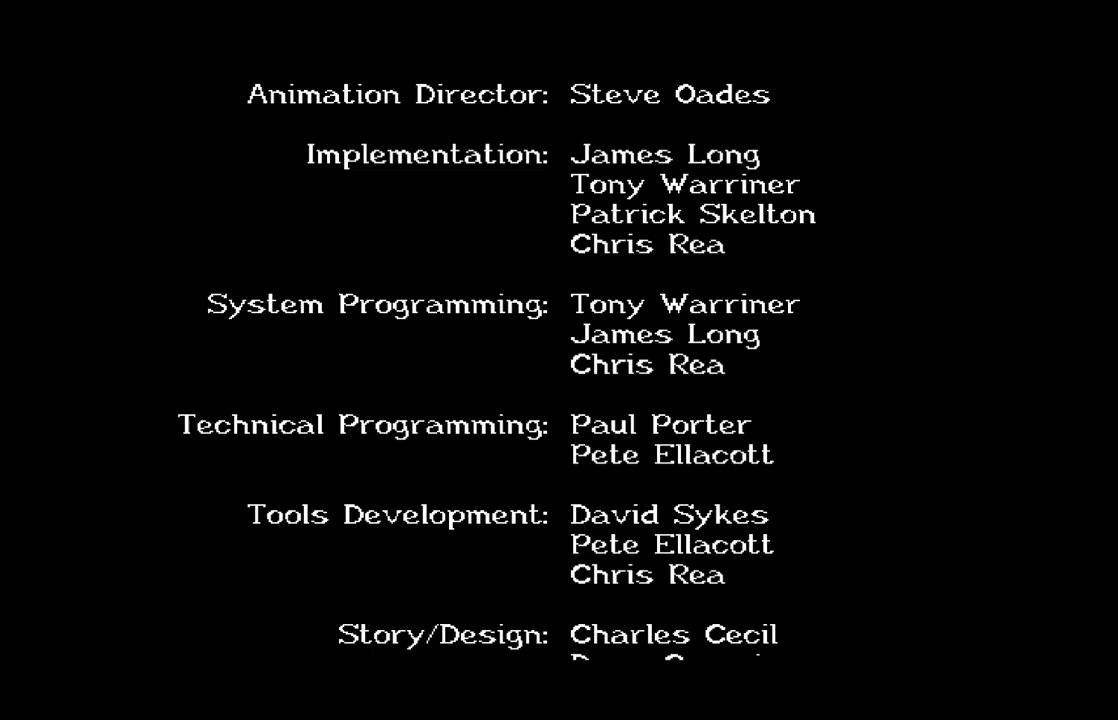 Animation Director: Steve Oades
Implementation: James Long
Tony Warriner
Patrick Skelton
Chris Rea
System Programming: Tony Warriner
James Long
Chris Rea
Technical Programming: Paul Porter
Pete Ellacott
Tools Development: David Sykes
Pete Ellacott
Chris Rea
Story/Design: Charles Cecil